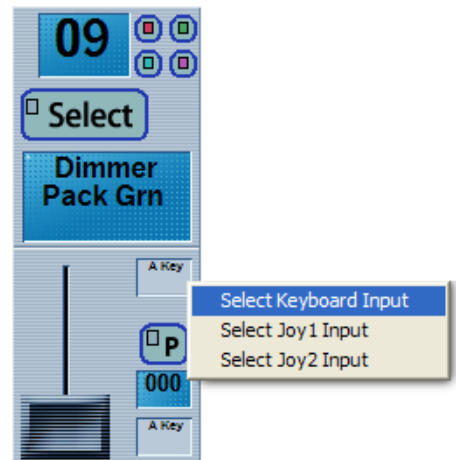 09
Select
Dimmer
Pack Grn
A Key
Select Keyboard Input
Select Joy1 Input
Select Joy2 Input
P
000
A Key